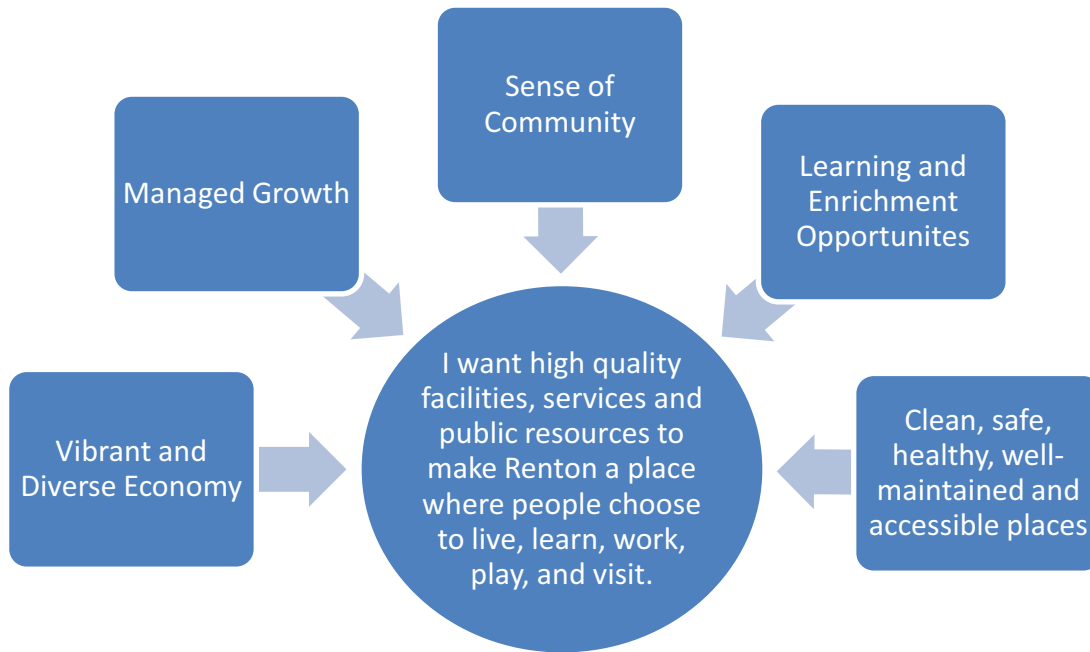 Sense of
Community
Managed Growth
Learning and
Enrichment
Opportunites
Vibrant and
Diverse Economy
I want high quality
facilities, services and
public resources to
make Renton a place
where people choose
to live, learn, work,
play, and visit.
Clean, safe,
healthy, well-
maintained and
accessible places